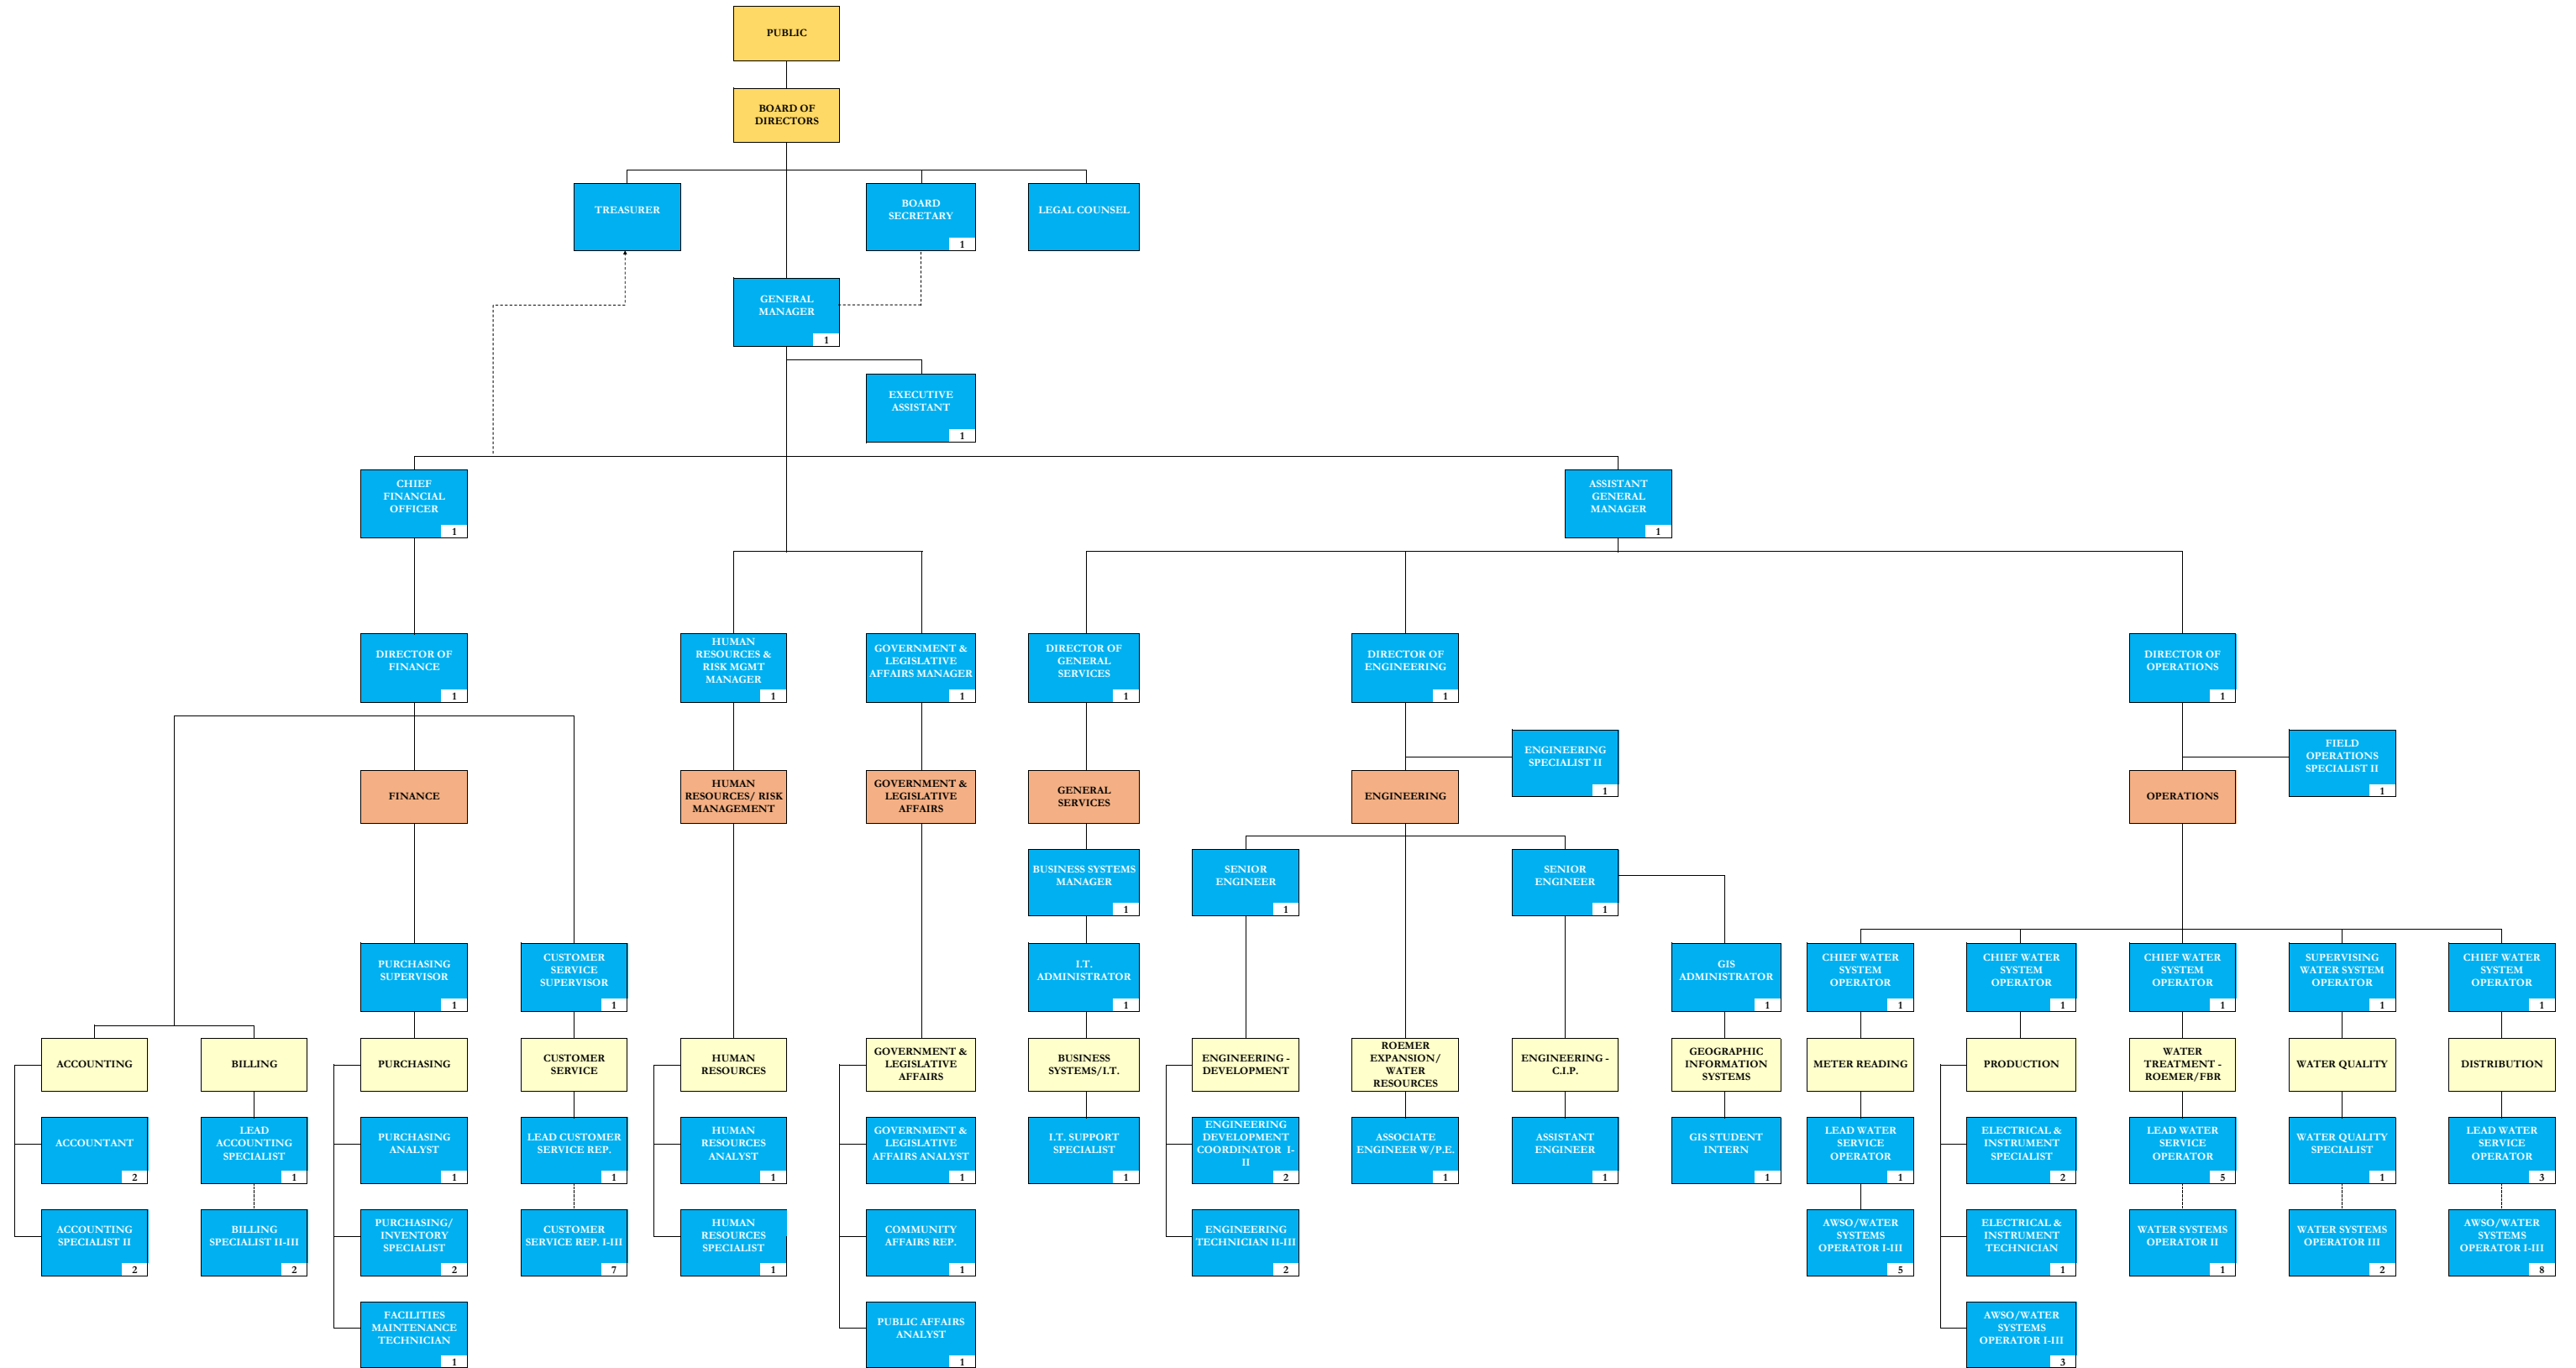 PUBLIC
BOARD OF
DIRECTORS
TREASURER
BOARD
SECRETARY
1
LEGAL COUNSEL
GENERAL
MANAGER
1
EXECUTIVE
ASSISTANT
1
CHIEF
FINANCIAL
OFFICER
1
ASSISTANT
GENERAL
MANAGER
1
DIRECTOR OF
FINANCE
1
HUMAN
RESOURCES &
RISK MGMT
MANAGER
1
GOVERNMENT &
LEGISLATIVE
AFFAIRS MANAGER
1
DIRECTOR OF
GENERAL
SERVICES
1
DIRECTOR OF
ENGINEERING
1
DIRECTOR OF
OPERATIONS
1
ENGINEERING
SPECIALIST II
1
FIELD
OPERATIONS
SPECIALIST II
1
FINANCE
HUMAN
RESOURCES/ RISK
MANAGEMENT
GOVERNMENT &
LEGISLATIVE
AFFAIRS
GENERAL
SERVICES
ENGINEERING
OPERATIONS
BUSINESS SYSTEMS
MANAGER
1
SENIOR
ENGINEER
1
SENIOR
ENGINEER
1
PURCHASING
SUPERVISOR
1
CUSTOMER
SERVICE
SUPERVISOR
1
I.T.
ADMINISTRATOR
1
GIS
ADMINISTRATOR
1
CHIEF WATER
SYSTEM
OPERATOR
1
CHIEF WATER
SYSTEM
OPERATOR
1
CHIEF WATER
SYSTEM
OPERATOR
1
SUPERVISING
WATER SYSTEM
OPERATOR
1
CHIEF WATER
SYSTEM
OPERATOR
1
ACCOUNTING
BILLING
PURCHASING
CUSTOMER
SERVICE
HUMAN
RESOURCES
GOVERNMENT &
LEGISLATIVE
AFFAIRS
BUSINESS
SYSTEMS/I.T.
ENGINEERING -
DEVELOPMENT
ROEMER
EXPANSION/
WATER
RESOURCES
ENGINEERING -
C.I.P.
GEOGRAPHIC
INFORMATION
SYSTEMS
METER READING
PRODUCTION
WATER
TREATMENT -
ROEMER/FBR
WATER QUALITY
DISTRIBUTION
ACCOUNTANT
2
LEAD
ACCOUNTING
SPECIALIST
1
PURCHASING
ANALYST
1
LEAD CUSTOMER
SERVICE REP.
1
HUMAN
RESOURCES
ANALYST
1
GOVERNMENT &
LEGISLATIVE
AFFAIRS ANALYST
1
I.T. SUPPORT
SPECIALIST
1
ENGINEERING
DEVELOPMENT
COORDINATOR I-
II
2
ASSOCIATE
ENGINEER W/P.E.
1
ASSISTANT
ENGINEER
1
GIS STUDENT
INTERN
1
LEAD WATER
SERVICE
OPERATOR
1
ELECTRICAL &
INSTRUMENT
SPECIALIST
2
LEAD WATER
SERVICE
OPERATOR
5
WATER QUALITY
SPECIALIST
1
LEAD WATER
SERVICE
OPERATOR
3
ACCOUNTING
SPECIALIST II
2
BILLING
SPECIALIST II-III
2
PURCHASING/
INVENTORY
SPECIALIST
2
CUSTOMER
SERVICE REP. I-III
7
HUMAN
RESOURCES
SPECIALIST
1
COMMUNITY
AFFAIRS REP.
1
ENGINEERING
TECHNICIAN II-III
2
AWSO/WATER
SYSTEMS
OPERATOR I-III
5
ELECTRICAL &
INSTRUMENT
TECHNICIAN
1
WATER SYSTEMS
OPERATOR II
1
WATER SYSTEMS
OPERATOR III
2
AWSO/WATER
SYSTEMS
OPERATOR I-III
8
FACILITIES
MAINTENANCE
TECHNICIAN
1
PUBLIC AFFAIRS
ANALYST
1
AWSO/WATER
SYSTEMS
OPERATOR I-III
3